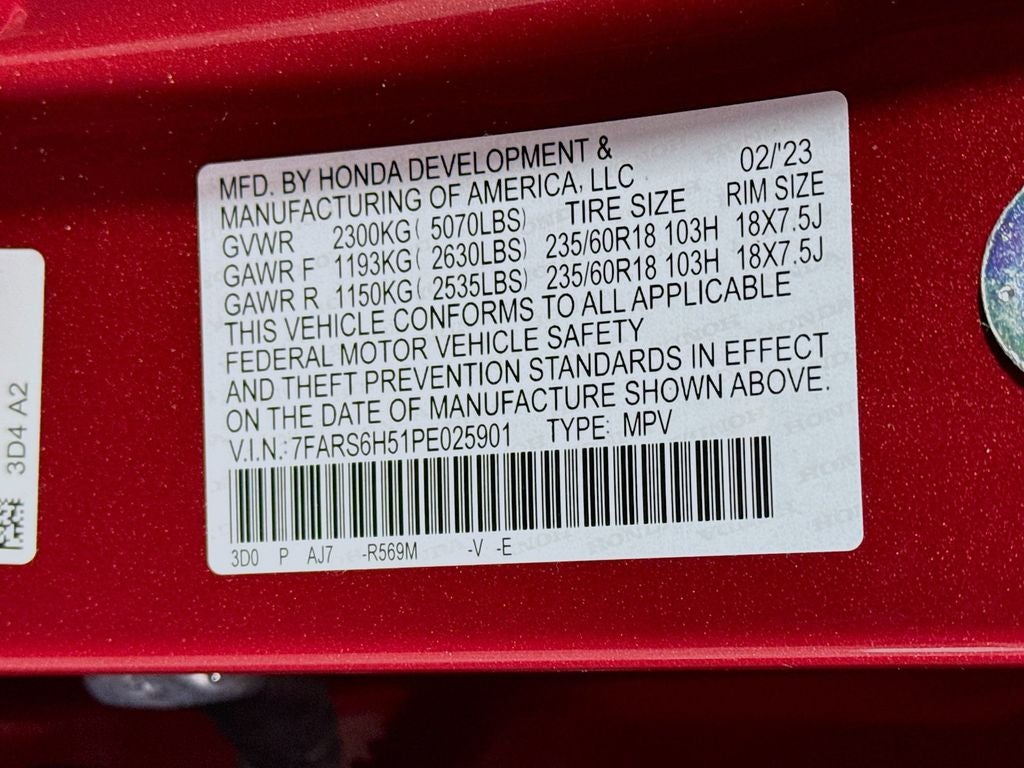 MFD. BY HONDA DEVELOPMENT & 02/'23
MANUFACTURING OF AMERICA, LLC
GVWR 2300KG( 5070LBS) TIRE SIZE RIM SIZE
GAWR F 1193KG( 2630LBS) 235/60R18 103H 18X7.5J
GAWR R 1150KG( 2535LBS) 235/60R18 103H 18X7.5J
THIS VEHICLE CONFORMS TO ALL APPLICABLE
FEDERAL MOTOR VEHICLE SAFETY
AND THEFT PREVENTION STANDARDS IN EFFECT
ON THE DATE OF MANUFACTURE SHOWN ABOVE.
V.I.N.: 7FARS6H51PE025901 TYPE: MPV
3D0 P AJ7 -R569M -V -E
3D4 A2